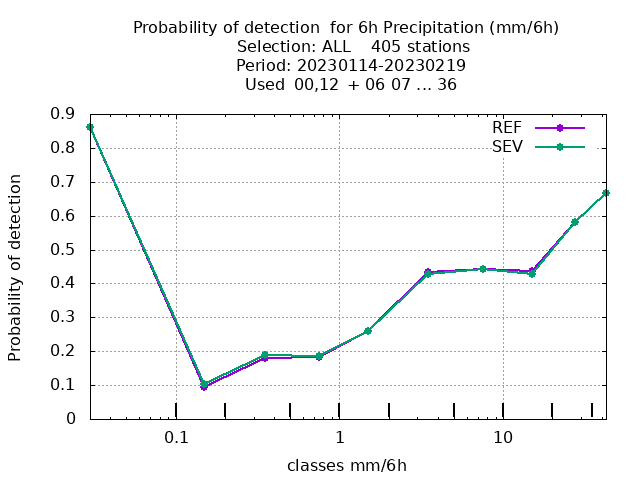 Probability of detection  for 6h Precipitation (mm/6h)
Selection: ALL    405 stations
Period: 20230114-20230219
Used  00,12  + 06 07 ... 36
REF
SEV
0.9
0.8
0.7
0.6
0.5
0.4
0.3
0.2
0.1
0
Probability of detection
0.1 1 10
classes mm/6h